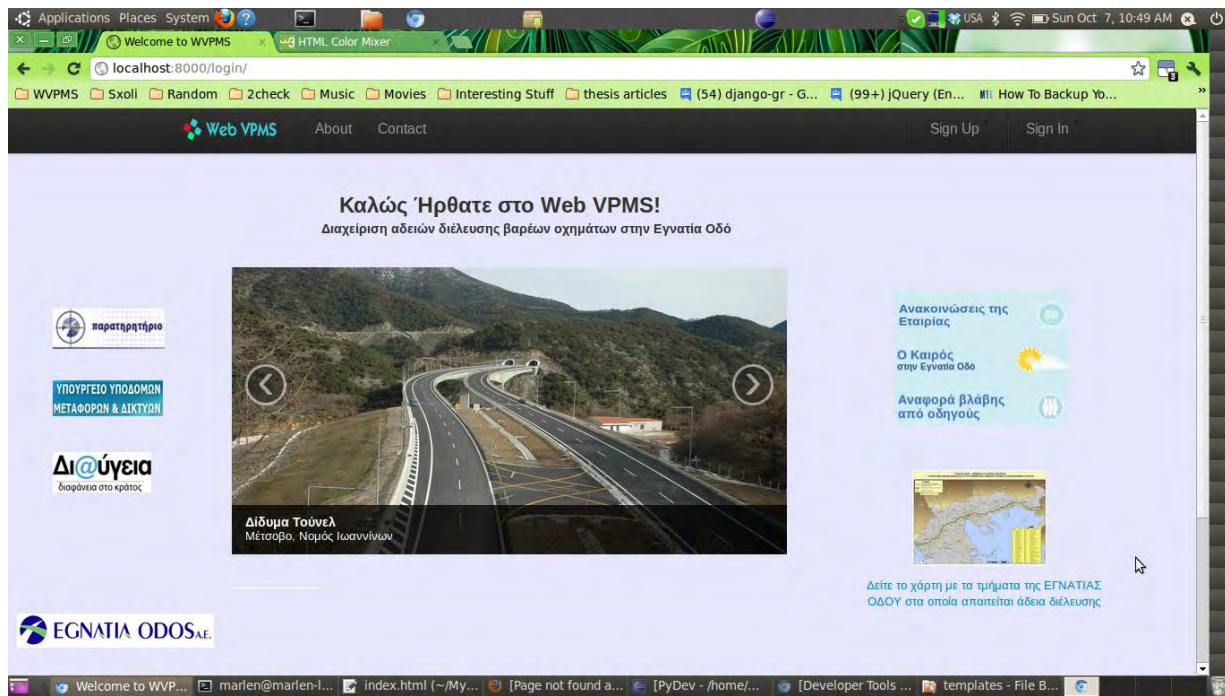 Applications Places System
USA
Sun Oct 7, 10:49 AM
Welcome to WVPMS
HTML Color Mixer
localhost:8000/login/
3
WVPMS Sxoli Random 2check Music Movies Interesting Stuff thesis articles (54) django-gr - G... (99+) jQuery (En... How To Backup Yo... »
Web VPMS About Contact Sign Up Sign In
Καλώς Ήρθατε στο Web VPMS!
Διαχείριση αδειών διέλευσης βαρέων οχημάτων στην Εγνατία Οδό
παρατηρητήριο
ΥΠΟΥΡΓΕΙΟ ΥΠΟΔΟΜΩΝ
ΜΕΤΑΦΟΡΩΝ & ΔΙΚΤΥΩΝ
Δι@ύγεια
διαφάνεια στο κράτος
Δίδυμα Τούνελ
Μέτσοβο, Νομός Ιωαννίνων
Ανακοινώσεις της
Εταιρίας
Ο Καιρός
στην Εγνατία Οδό
Αναφορά βλάβης
από οδηγούς
Δείτε το χάρτη με τα τμήματα της ΕΓΝΑΤΙΑΣ
ΟΔΟΥ στα οποία απαιτείται άδεια διέλευσης
EGNATIA ODOS A.E.
Welcome to WVP... marlen@marlen-l... index.html (~/My... [Page not found a... [PyDev - /home/... [Developer Tools ... templates - File B...